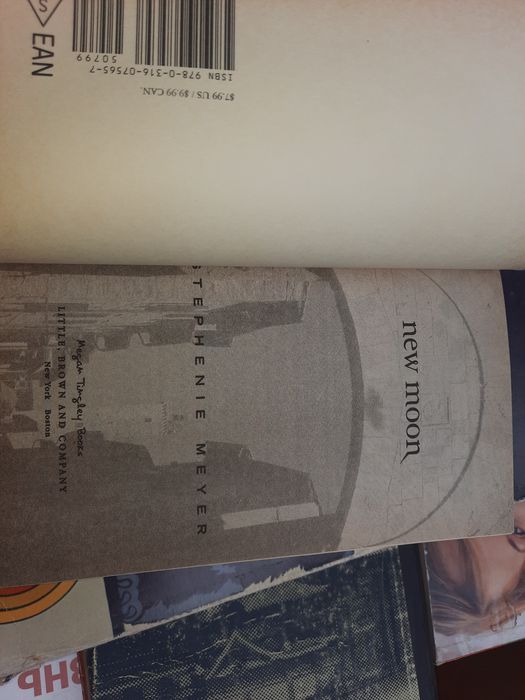 S
EAN
50799
ISBN 978-0-316-07565-7
$7.99 US / $9.99 CAN.
new moon
STEPHENIE MEYER
Megan Tingley Books
LITTLE, BROWN AND COMPANY
New York Boston
ВНЬ